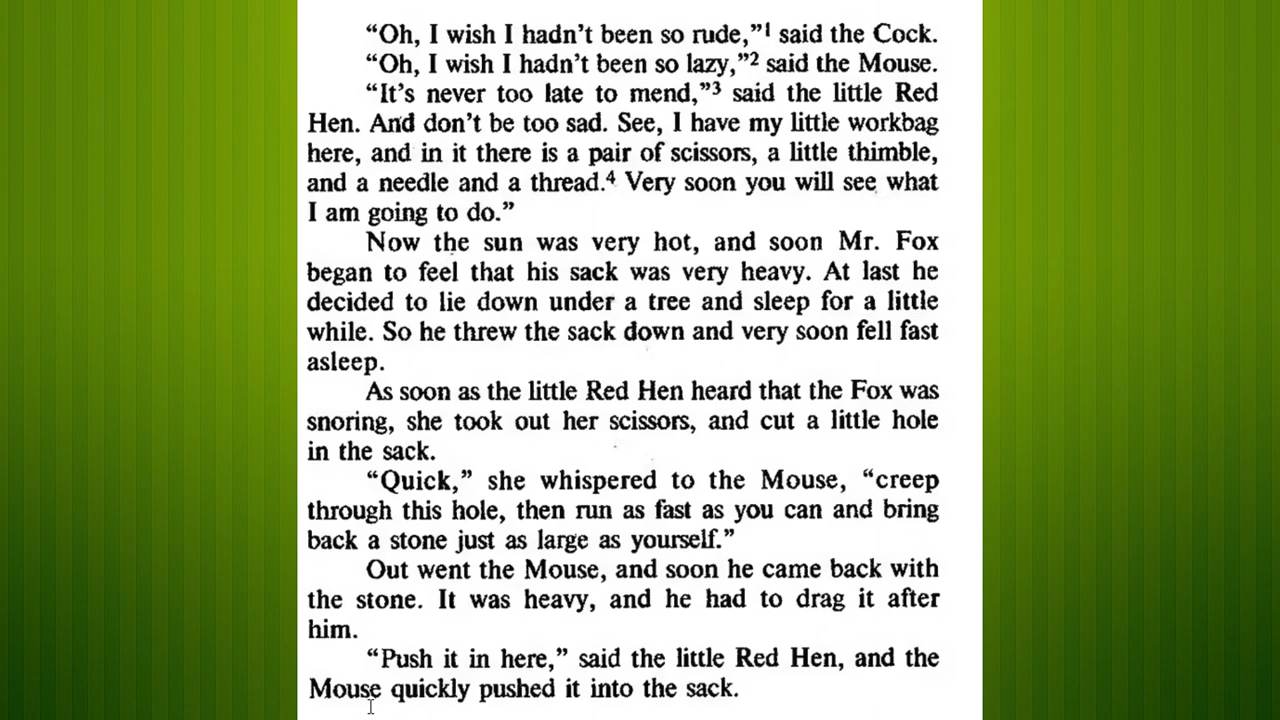 “Oh, I wish I hadn’t been so rude,”¹ said the Cock.
“Oh, I wish I hadn’t been so lazy,”² said the Mouse.
“It’s never too late to mend,”³ said the little Red
Hen. And don’t be too sad. See, I have my little workbag
here, and in it there is a pair of scissors, a little thimble,
and a needle and a thread.⁴ Very soon you will see what
I am going to do.”
Now the sun was very hot, and soon Mr. Fox
began to feel that his sack was very heavy. At last he
decided to lie down under a tree and sleep for a little
while. So he threw the sack down and very soon fell fast
asleep.
As soon as the little Red Hen heard that the Fox was
snoring, she took out her scissors, and cut a little hole
in the sack.
“Quick,” she whispered to the Mouse, “creep
through this hole, then run as fast as you can and bring
back a stone just as large as yourself.”
Out went the Mouse, and soon he came back with
the stone. It was heavy, and he had to drag it after
him.
“Push it in here,” said the little Red Hen, and the
Mouse quickly pushed it into the sack.